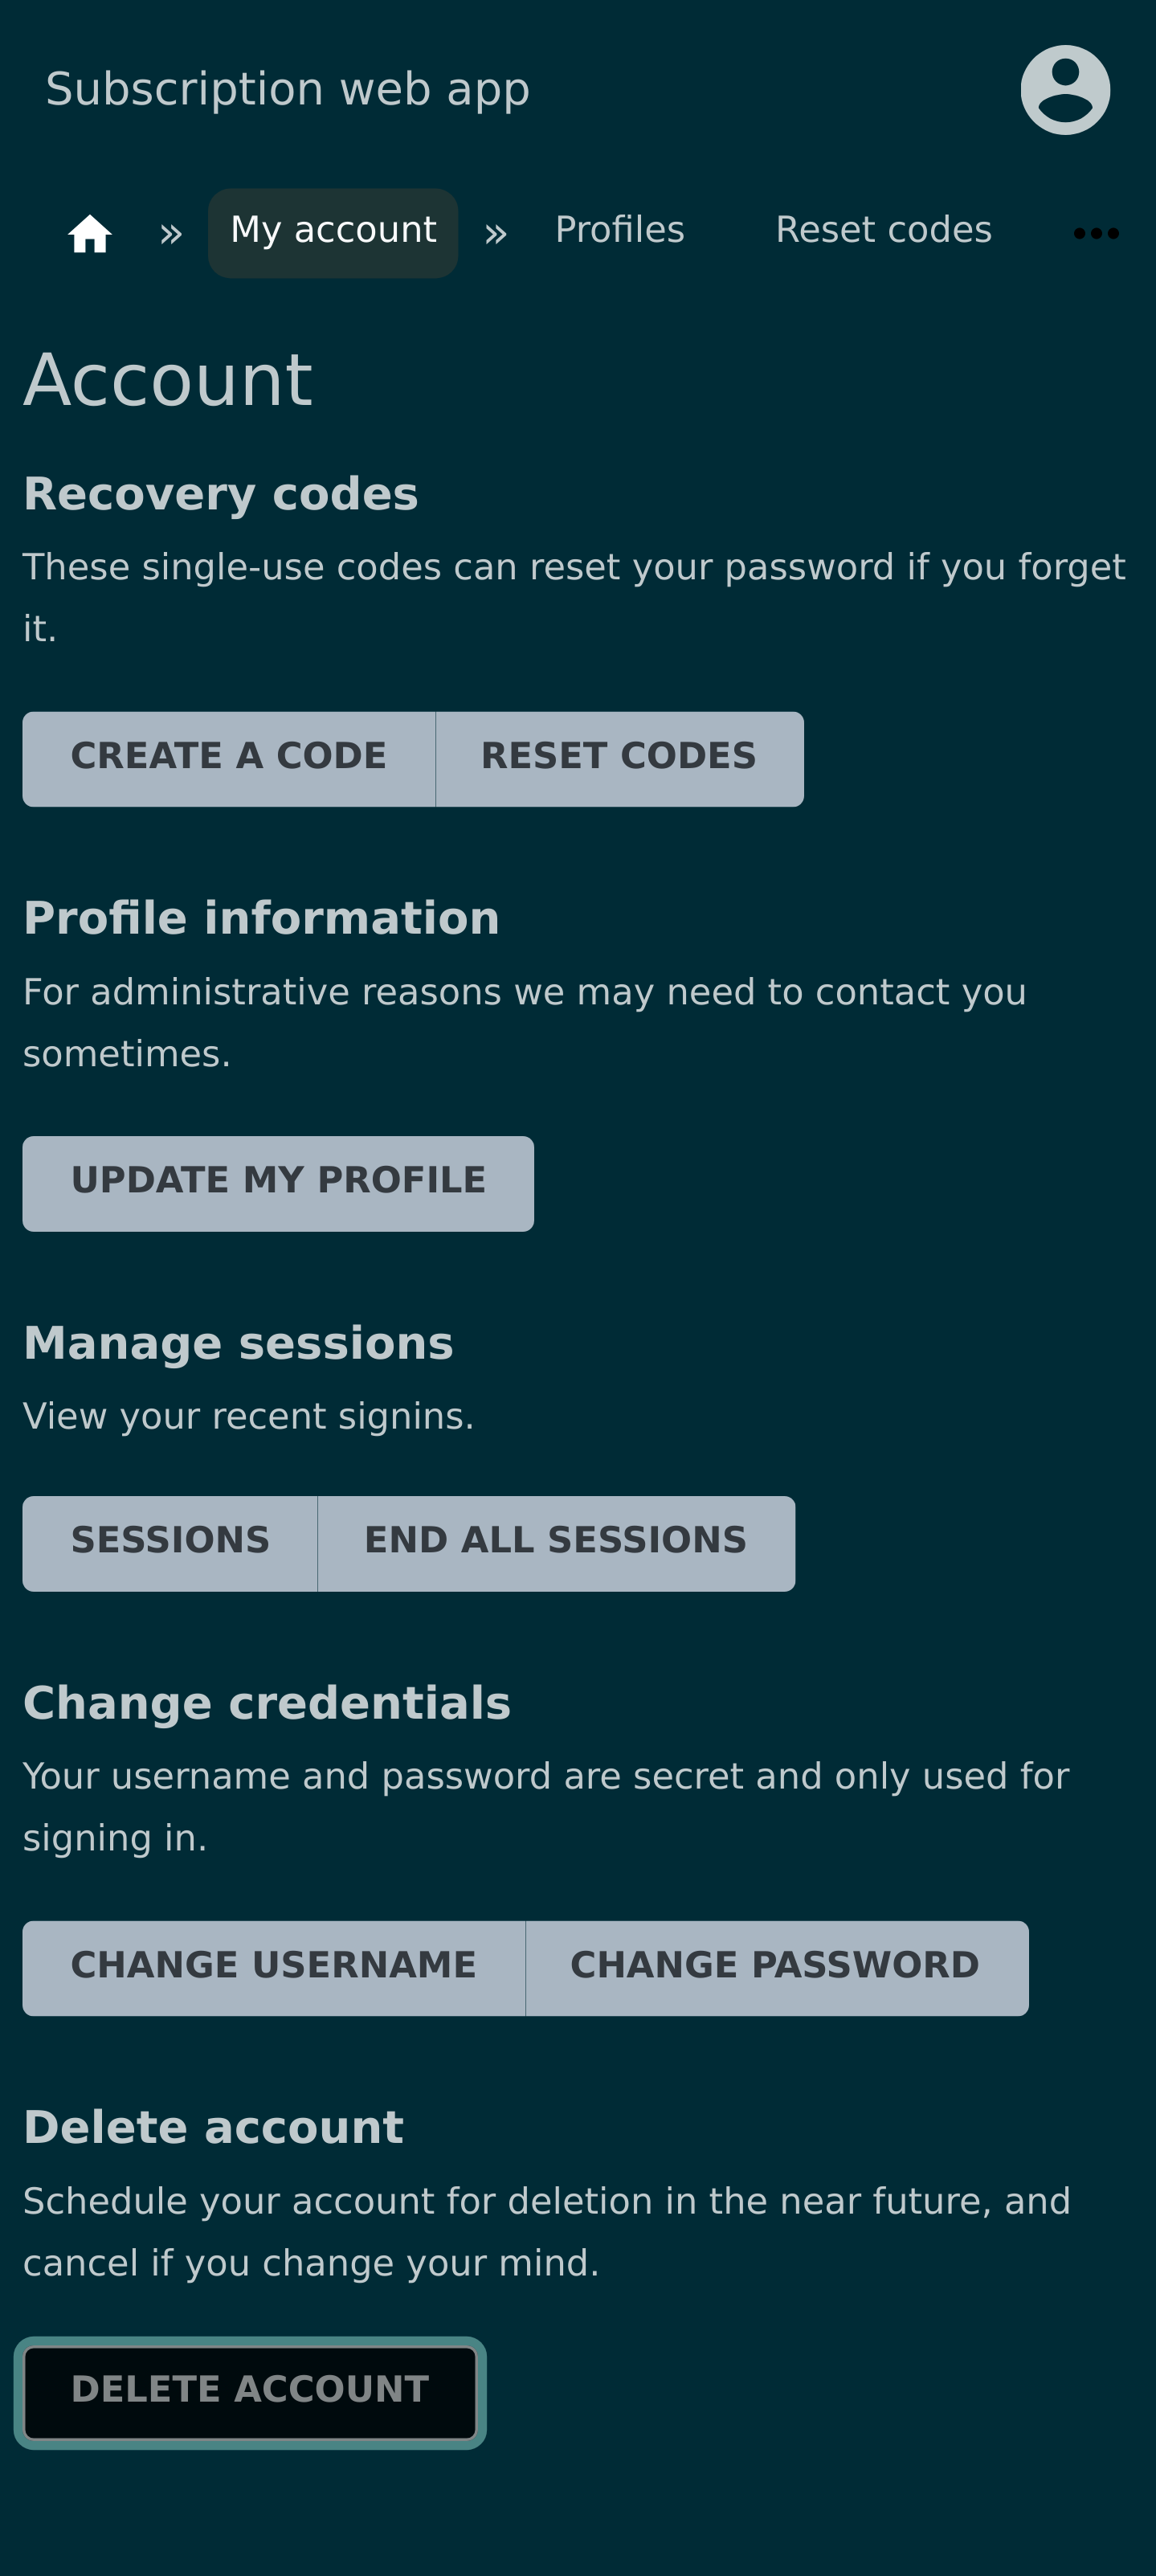 Subscription web app
» My account » Profiles Reset codes •••
Account
Recovery codes
These single-use codes can reset your password if you forget
it.
CREATE A CODE RESET CODES
Profile information
For administrative reasons we may need to contact you
sometimes.
UPDATE MY PROFILE
Manage sessions
View your recent signins.
SESSIONS END ALL SESSIONS
Change credentials
Your username and password are secret and only used for
signing in.
CHANGE USERNAME CHANGE PASSWORD
Delete account
Schedule your account for deletion in the near future, and
cancel if you change your mind.
DELETE ACCOUNT